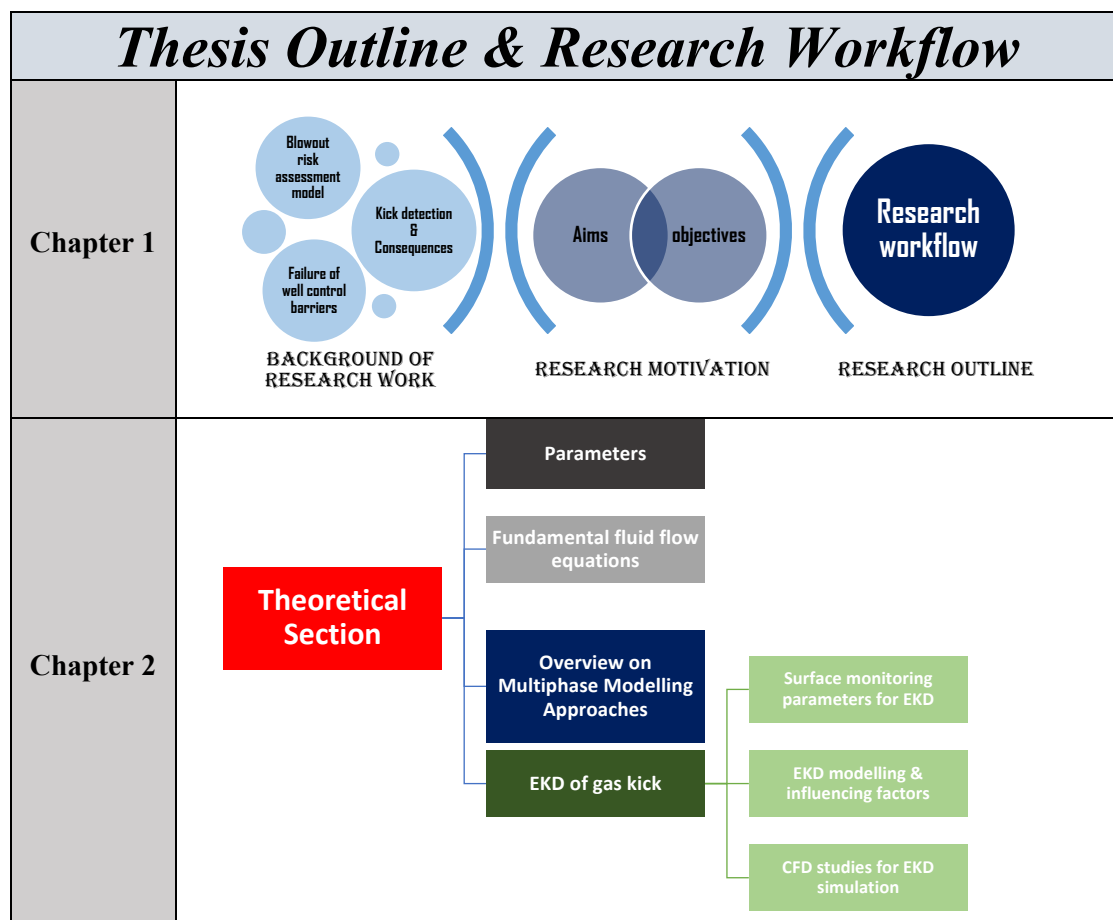 Thesis Outline & Research Workflow
Chapter 1
Blowout
risk
assessment
model
Kick detection
&
Consequences
Failure of
well control
barriers
BACKGROUND OF
RESEARCH WORK
Aims
objectives
RESEARCH MOTIVATION
Research
workflow
RESEARCH OUTLINE
Chapter 2
Theoretical
Section
Parameters
Fundamental fluid flow
equations
Overview on
Multiphase Modelling
Approaches
EKD of gas kick
Surface monitoring
parameters for EKD
EKD modelling &
influencing factors
CFD studies for EKD
simulation